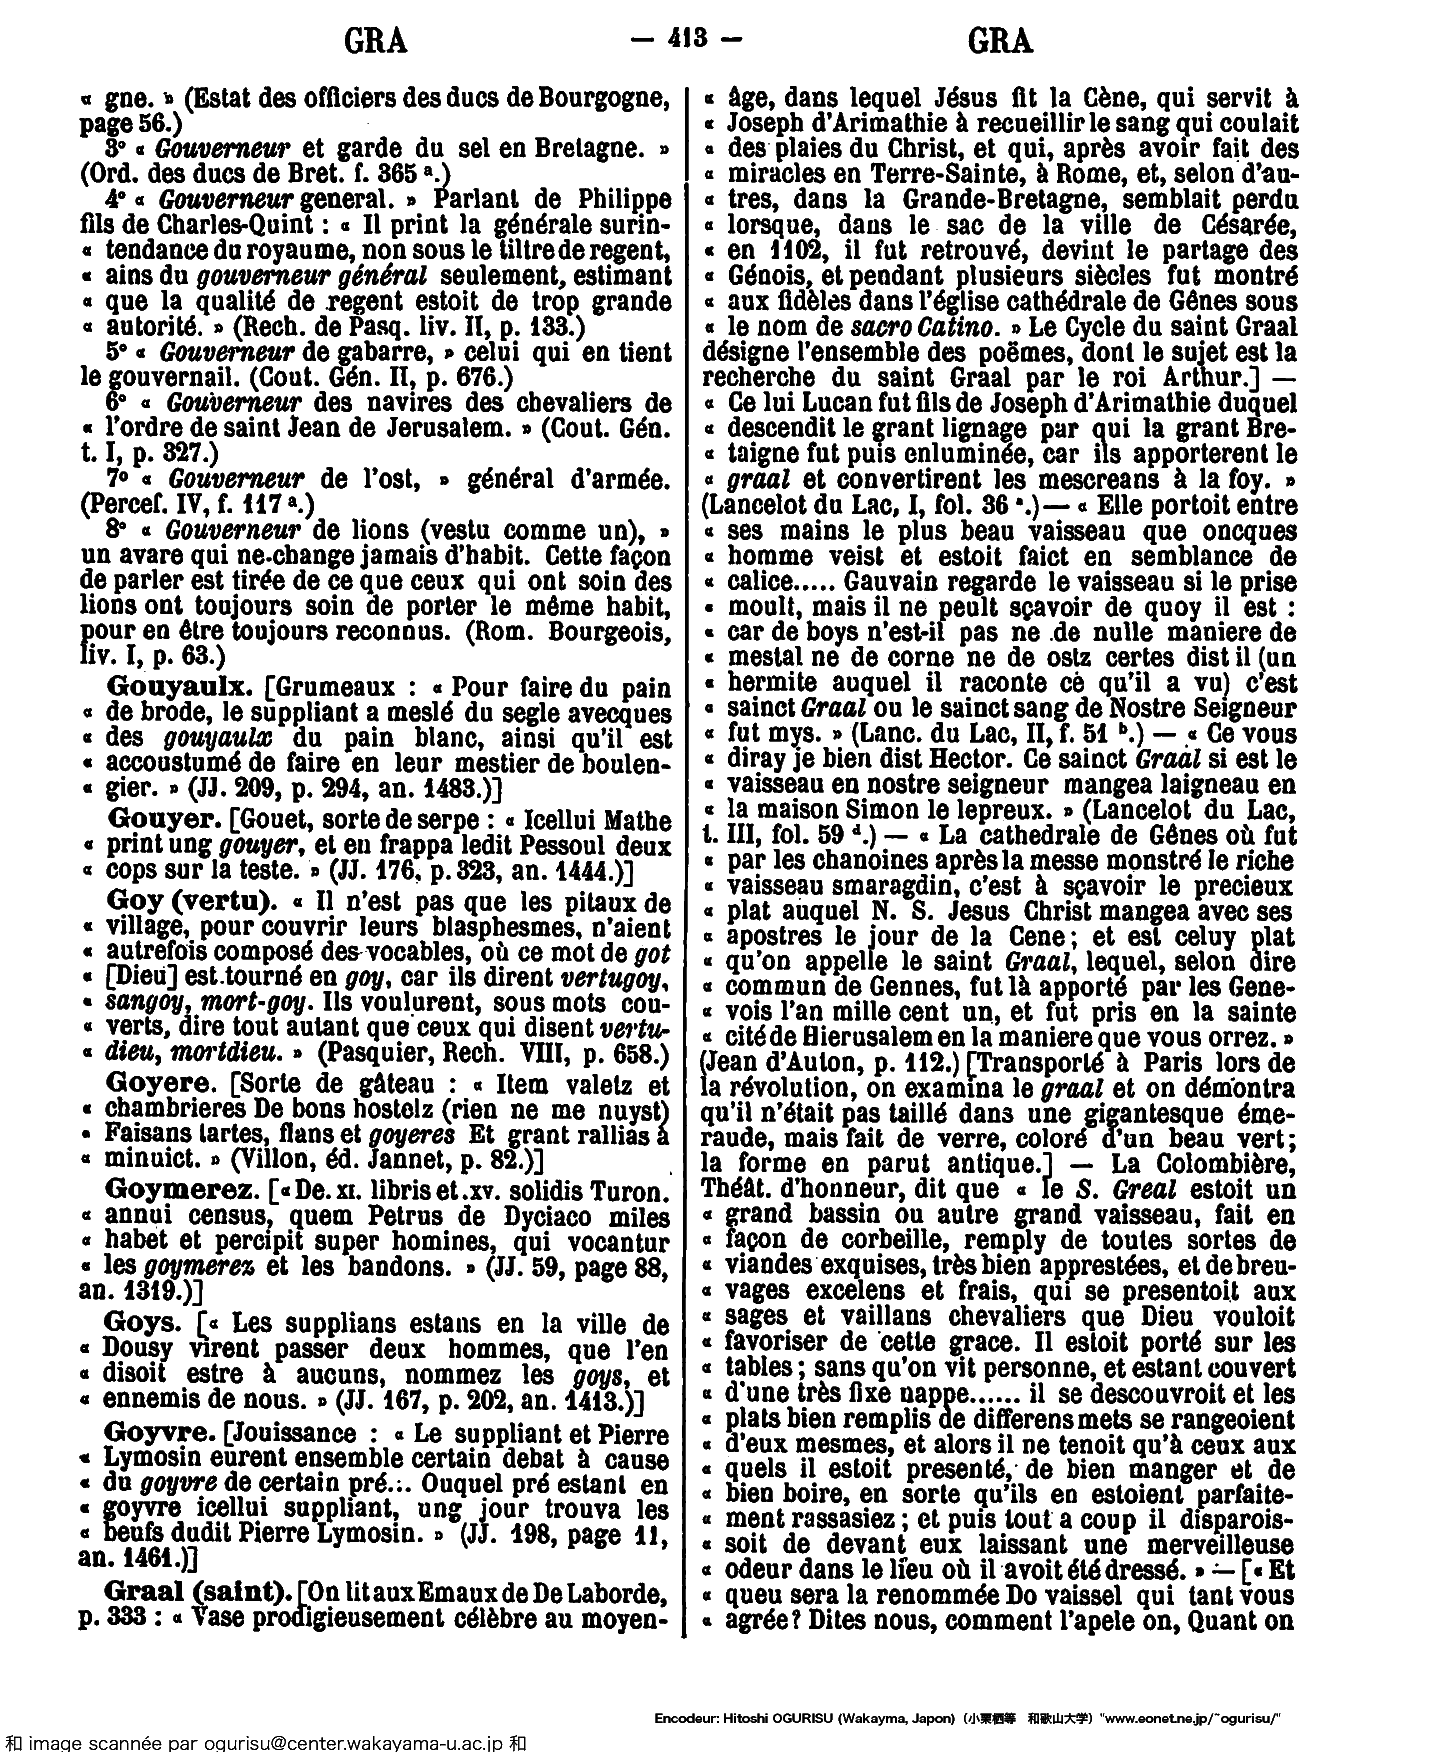 GRA — 413 — GRA
« gne. » (Estat des officiers des ducs de Bourgogne,
page 56.)
3° « Gouverneur et garde du sel en Bretagne. »
(Ord. des ducs de Bret. f. 365 ª.)
4° « Gouverneur general. » Parlant de Philippe
fils de Charles-Quint : « Il print la générale surin-
« tendance du royaume, non sous le tiltre de regent,
« ains du gouverneur général seulement, estimant
« que la qualité de regent estoit de trop grande
« autorité. » (Rech. de Pasq. liv. II, p. 133.)
5° « Gouverneur de gabarre, » celui qui en tient
le gouvernail. (Cout. Gén. II, p. 676.)
6° « Gouverneur des navires des chevaliers de
« l'ordre de saint Jean de Jerusalem. » (Cout. Gén.
t. I, p. 327.)
7° « Gouverneur de l'ost, » général d'armée.
(Percef. IV, f. 117 ª.)
8° « Gouverneur de lions (vestu comme un), »
un avare qui ne change jamais d'habit. Cette façon
de parler est tirée de ce que ceux qui ont soin des
lions ont toujours soin de porter le même habit,
pour en être toujours reconnus. (Rom. Bourgeois,
liv. I, p. 63.)
Gouyaulx. [Grumeaux : « Pour faire du pain
« de brode, le suppliant a meslé du segle avecques
« des gouyaulx du pain blanc, ainsi qu'il est
« accoustumé de faire en leur mestier de boulen-
« gier. » (JJ. 209, p. 294, an. 1483.)]
Gouyer. [Gouet, sorte de serpe : « Icellui Mathe
« print ung gouyer, et en frappa ledit Pessoul deux
« cops sur la teste. » (JJ. 176, p. 323, an. 1444.)]
Goy (vertu). « Il n'est pas que les pitaux de
« village, pour couvrir leurs blasphesmes, n'aient
« autrefois composé des vocables, où ce mot de got
« [Dieu] est tourné en goy, car ils dirent vertugoy,
« sangoy, mort-goy. Ils voulurent, sous mots cou-
« verts, dire tout autant que ceux qui disent vertu-
« dieu, mortdieu. » (Pasquier, Rech. VIII, p. 658.)
Goyere. [Sorte de gâteau : « Item valetz et
« chambrieres De bons hostelz (rien ne me nuyst)
« Faisans tartes, flans et goyeres Et grant rallias à
« minuict. » (Villon, éd. Jannet, p. 82.)]
Goymerez. [« De. XI. libris et .XV. solidis Turon.
« annui census, quem Petrus de Dyciaco miles
« habet et percipit super homines, qui vocantur
« les goymerez et les bandons. » (JJ. 59, page 88,
an. 1319.)]
Goys. [« Les supplians estans en la ville de
« Dousy virent passer deux hommes, que l'en
« disoit estre à aucuns, nommez les goys, et
« ennemis de nous. » (JJ. 167, p. 202, an. 1413.)]
Goyvre. [Jouissance : « Le suppliant et Pierre
« Lymosin eurent ensemble certain debat à cause
« du goyvre de certain pré... Ouquel pré estant en
« goyvre icellui suppliant, ung jour trouva les
« beufs dudit Pierre Lymosin. » (JJ. 198, page 11,
an. 1461.)]
Graal (saint). [On lit aux Emaux de De Laborde,
p. 333 : « Vase prodigieusement célèbre au moyen-
« âge, dans lequel Jésus fit la Cène, qui servit à
« Joseph d'Arimathie à recueillir le sang qui coulait
« des plaies du Christ, et qui, après avoir fait des
« miracles en Terre-Sainte, à Rome, et, selon d'au-
« tres, dans la Grande-Bretagne, semblait perdu
« lorsque, dans le sac de la ville de Césarée,
« en 1102, il fut retrouvé, devint le partage des
« Génois, et pendant plusieurs siècles fut montré
« aux fidèles dans l'église cathédrale de Gênes sous
« le nom de sacro Catino. » Le Cycle du saint Graal
désigne l'ensemble des poëmes, dont le sujet est la
recherche du saint Graal par le roi Arthur.] —
« Ce lui Lucan fut fils de Joseph d'Arimathie duquel
« descendit le grant lignage par qui la grant Bre-
« taigne fut puis enluminée, car ils apporterent le
« graal et convertirent les mescreans à la foy. »
(Lancelot du Lac, I, fol. 36 ª.) — « Elle portoit entre
« ses mains le plus beau vaisseau que oncques
« homme veist et estoit faict en semblance de
« calice..... Gauvain regarde le vaisseau si le prise
« moult, mais il ne peult sçavoir de quoy il est :
« car de boys n'est-il pas ne de nulle maniere de
« mestal ne de corne ne de ostz certes dist il (un
« hermite auquel il raconte cè qu'il a vu) c'est
« sainct Graal ou le sainct sang de Nostre Seigneur
« fut mys. » (Lanc. du Lac, II, f. 51 ᵇ.) — « Ce vous
« diray je bien dist Hector. Ce sainct Graal si est le
« vaisseau en nostre seigneur mangea laigneau en
« la maison Simon le lepreux. » (Lancelot du Lac,
t. III, fol. 59 ᵈ.) — « La cathedrale de Gênes où fut
« par les chanoines après la messe monstré le riche
« vaisseau smaragdin, c'est à sçavoir le precieux
« plat auquel N. S. Jesus Christ mangea avec ses
« apostres le jour de la Cene ; et est celuy plat
« qu'on appelle le saint Graal, lequel, selon dire
« commun de Gennes, fut là apporté par les Gene-
« vois l'an mille cent un, et fut pris en la sainte
« cité de Hierusalem en la maniere que vous orrez. »
(Jean d'Auton, p. 112.) [Transporté à Paris lors de
la révolution, on examina le graal et on démontra
qu'il n'était pas taillé dans une gigantesque éme-
raude, mais fait de verre, coloré d'un beau vert ;
la forme en parut antique.] — La Colombière,
Théât. d'honneur, dit que « le S. Greal estoit un
« grand bassin ou autre grand vaisseau, fait en
« façon de corbeille, remply de toutes sortes de
« viandes exquises, très bien apprestées, et de breu-
« vages excelens et frais, qui se presentoit aux
« sages et vaillans chevaliers que Dieu vouloit
« favoriser de cette grace. Il estoit porté sur les
« tables ; sans qu'on vit personne, et estant couvert
« d'une très fixe nappe...... il se descouvroit et les
« plats bien remplis de differens mets se rangeoient
« d'eux mesmes, et alors il ne tenoit qu'à ceux aux
« quels il estoit presenté, de bien manger et de
« bien boire, en sorte qu'ils en estoient parfaite-
« ment rassasiez ; et puis tout a coup il disparois-
« soit de devant eux laissant une merveilleuse
« odeur dans le lieu où il avoit été dressé. » — [« Et
« queu sera la renommée Do vaissel qui tant vous
« agrée ? Dites nous, comment l'apele on, Quant on
Encodeur: Hitoshi OGURISU (Wakayma, Japon)（小栗栖等　和歌山大学）"www.eonet.ne.jp/~ogurisu/"
和 image scannée par ogurisu@center.wakayama-u.ac.jp 和